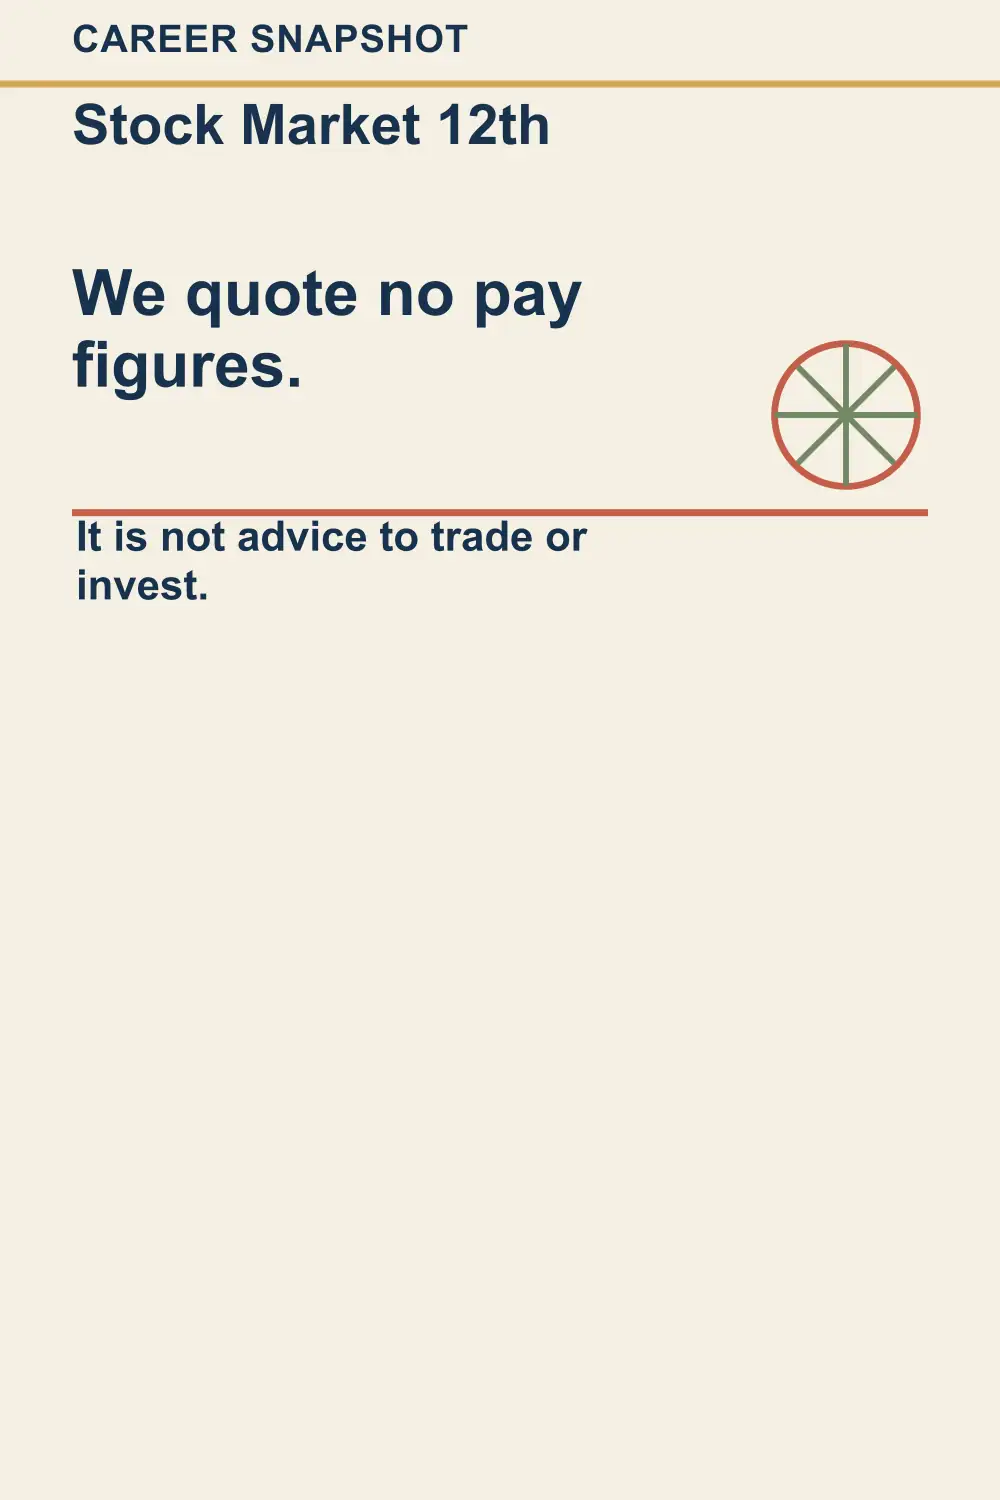 CAREER SNAPSHOT
Stock Market 12th
We quote no pay
figures.
It is not advice to trade or
invest.